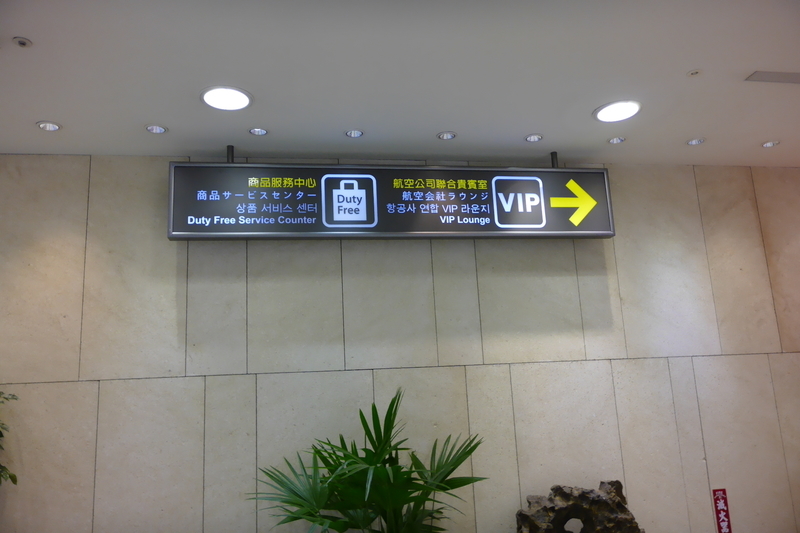 商品服務中心
商品サービスセンター
상품 서비스 센터
Duty Free Service Counter
Duty
Free
航空公司聯合貴賓室
航空会社ラウンジ
항공사 연합 VIP 라운지
VIP Lounge
VIP